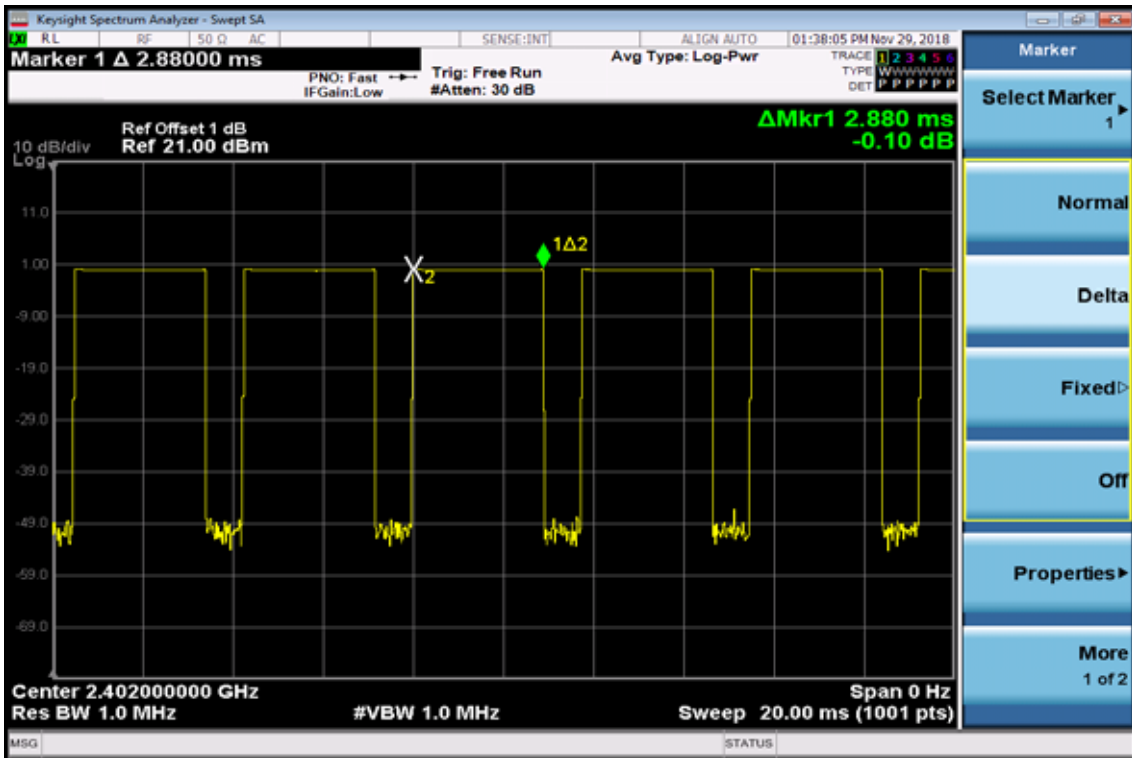 Keysight Spectrum Analyzer - Swept SA
LXI RL RF 50 Ω AC SENSE:INT ALIGN AUTO 01:38:05 PM Nov 29, 2018
Marker 1 Δ 2.88000 ms
PNO: Fast
IFGain:Low
Trig: Free Run
#Atten: 30 dB
Avg Type: Log-Pwr
TRACE 1 2 3 4 5 6
TYPE WWWWWW
DET P P P P P P
ΔMkr1 2.880 ms
-0.10 dB
Ref Offset 1 dB
10 dB/div Ref 21.00 dBm
Log
11.0
1.00
-9.00
-19.0
-29.0
-39.0
-49.0
-59.0
-69.0
1Δ2
2
Center 2.402000000 GHz Span 0 Hz
Res BW 1.0 MHz #VBW 1.0 MHz Sweep 20.00 ms (1001 pts)
MSG STATUS
Marker
Select Marker
1
Normal
Delta
Fixed
Off
Properties
More
1 of 2